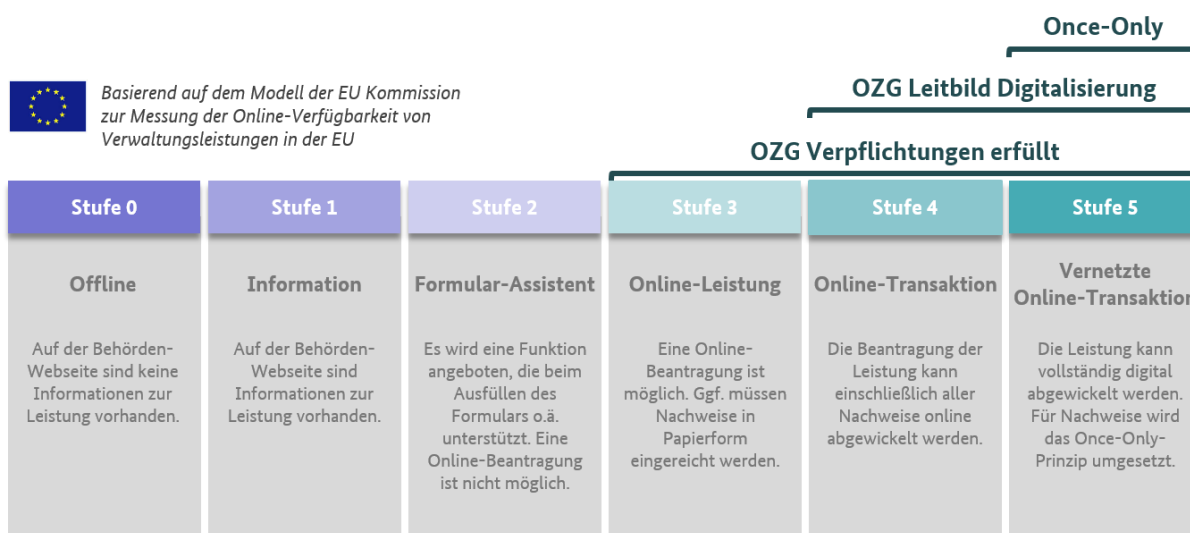 Once-Only
OZG Leitbild Digitalisierung
OZG Verpflichtungen erfüllt
Basierend auf dem Modell der EU Kommission
zur Messung der Online-Verfügbarkeit von
Verwaltungsleistungen in der EU
Stufe 0
Offline
Auf der Behörden-
Webseite sind keine
Informationen zur
Leistung vorhanden.
Stufe 1
Information
Auf der Behörden-
Webseite sind
Informationen zur
Leistung vorhanden.
Stufe 2
Formular-Assistent
Es wird eine Funktion
angeboten, die beim
Ausfüllen des
Formulars o.ä.
unterstützt. Eine
Online-Beantragung
ist nicht möglich.
Stufe 3
Online-Leistung
Eine Online-
Beantragung ist
möglich. Ggf. müssen
Nachweise in
Papierform
eingereicht werden.
Stufe 4
Online-Transaktion
Die Beantragung der
Leistung kann
einschließlich aller
Nachweise online
abgewickelt werden.
Stufe 5
Vernetzte
Online-Transaktion
Die Leistung kann
vollständig digital
abgewickelt werden.
Für Nachweise wird
das Once-Only-
Prinzip umgesetzt.